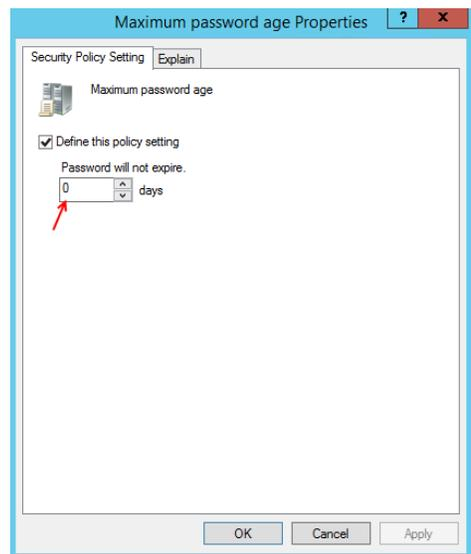 Maximum password age Properties ? x
Security Policy Setting Explain
Maximum password age
Define this policy setting
Password will not expire.
0 days
OK Cancel Apply